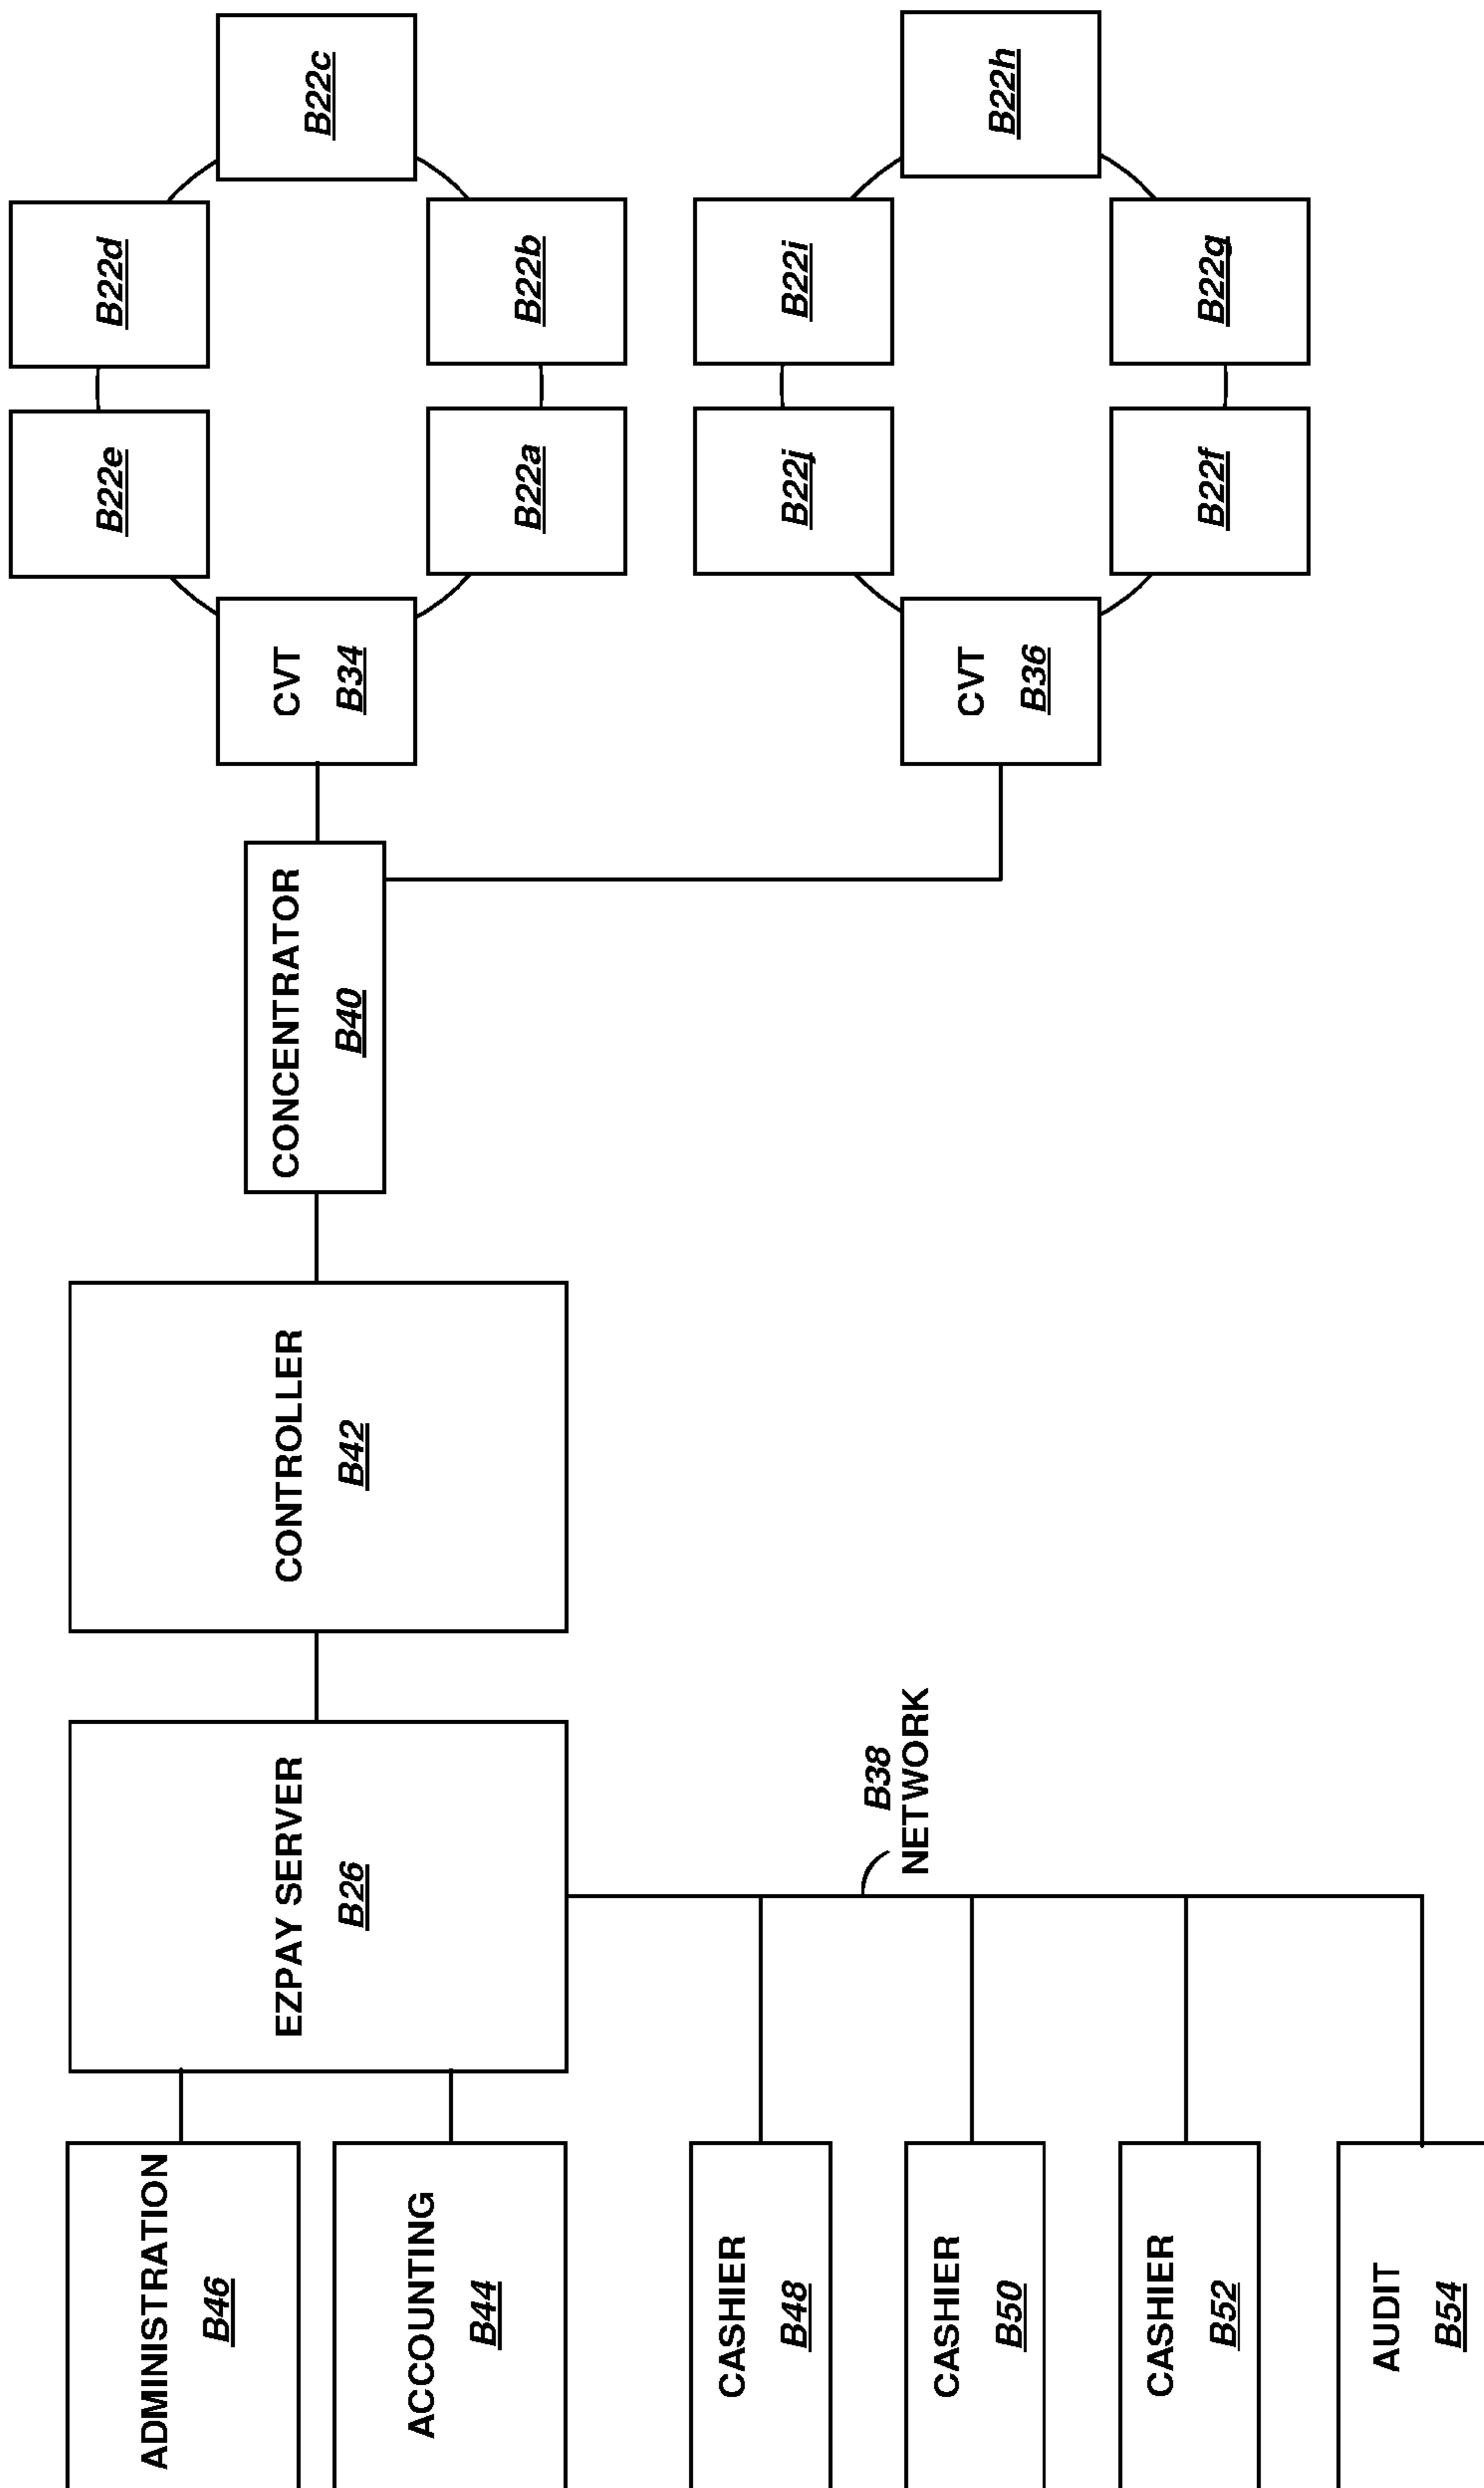 ADMINISTRATION
B46
ACCOUNTING
B44
CASHIER
B48
CASHIER
B50
CASHIER
B52
AUDIT
B54
EZPAY SERVER
B26
B38
NETWORK
CONTROLLER
B42
CONCENTRATOR
B40
CVT
B34
B22e
B22d
B22c
B22b
B22a
CVT
B36
B22j
B22i
B22h
B22g
B22f